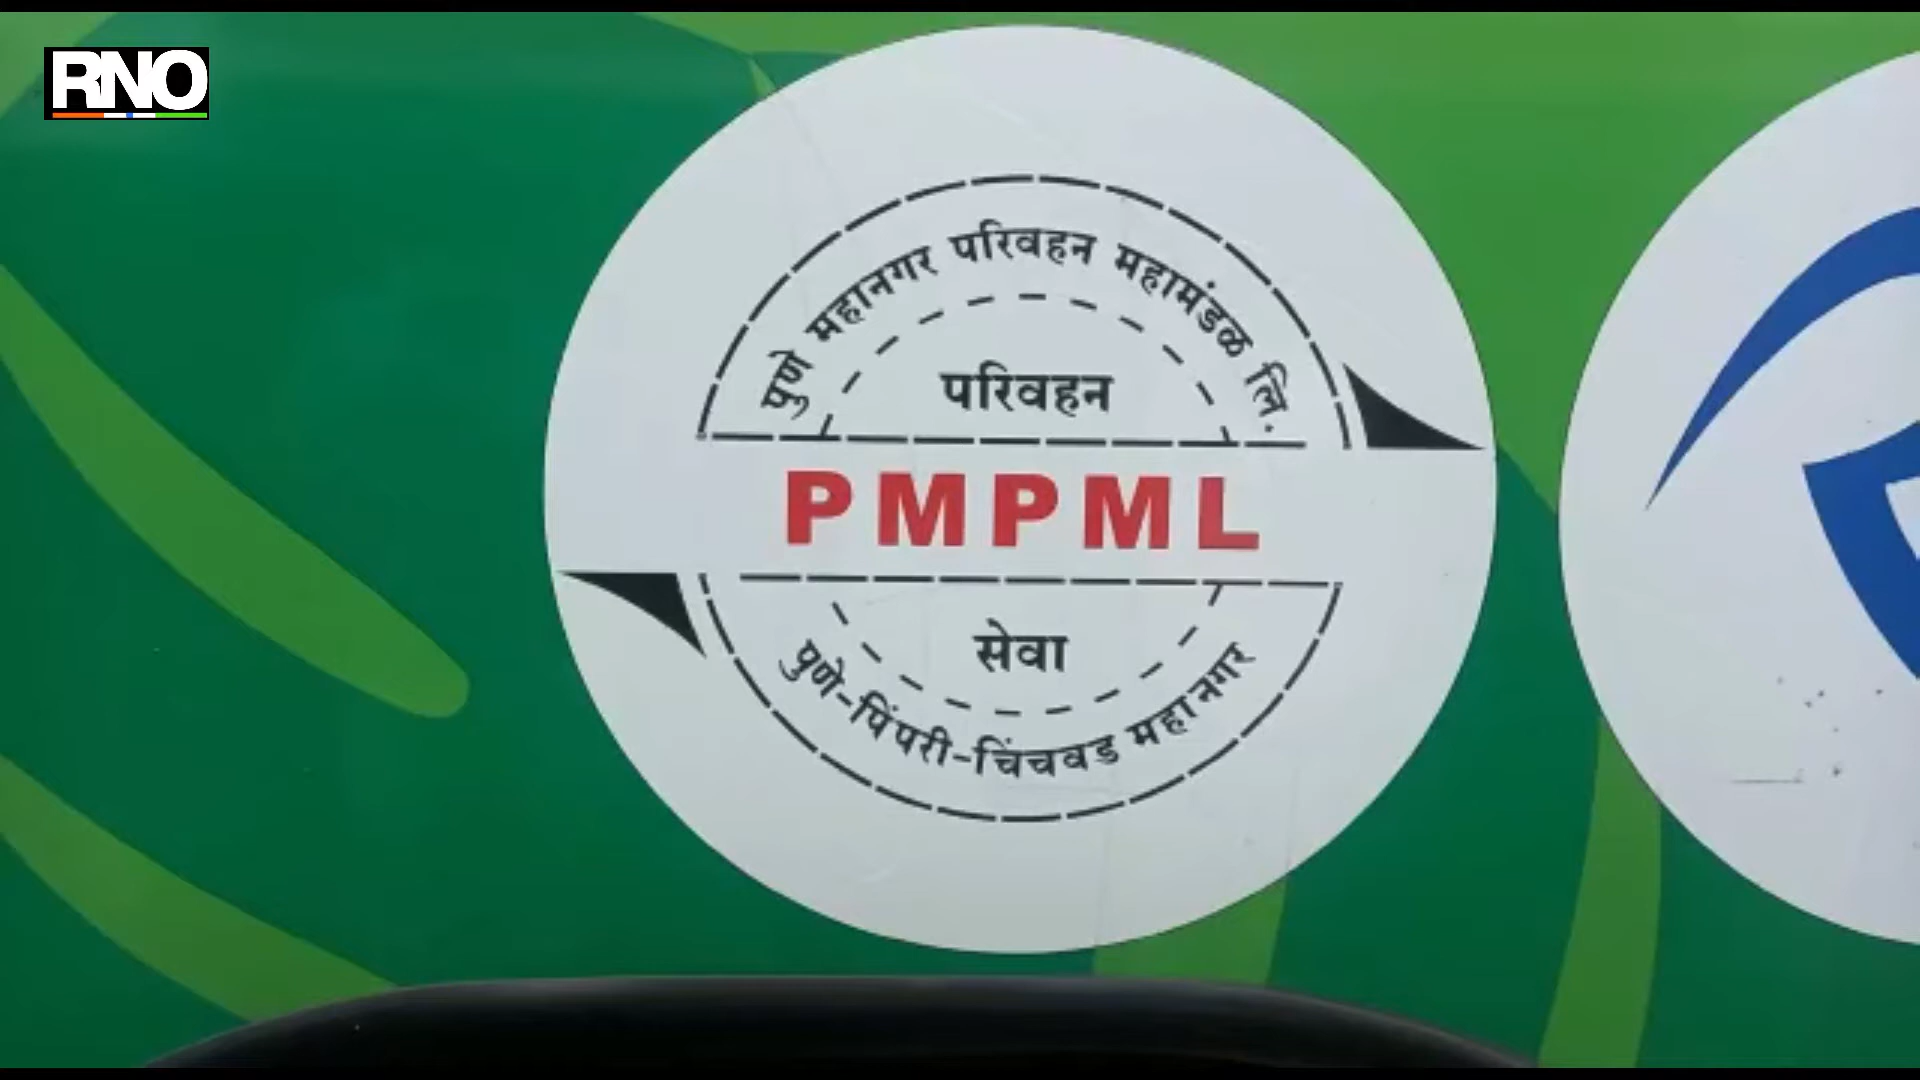 RNO
पुणे महानगर परिवहन महामंडळ लि.
परिवहन
PMPML
सेवा
पुणे-पिंपरी-चिंचवड महानगर